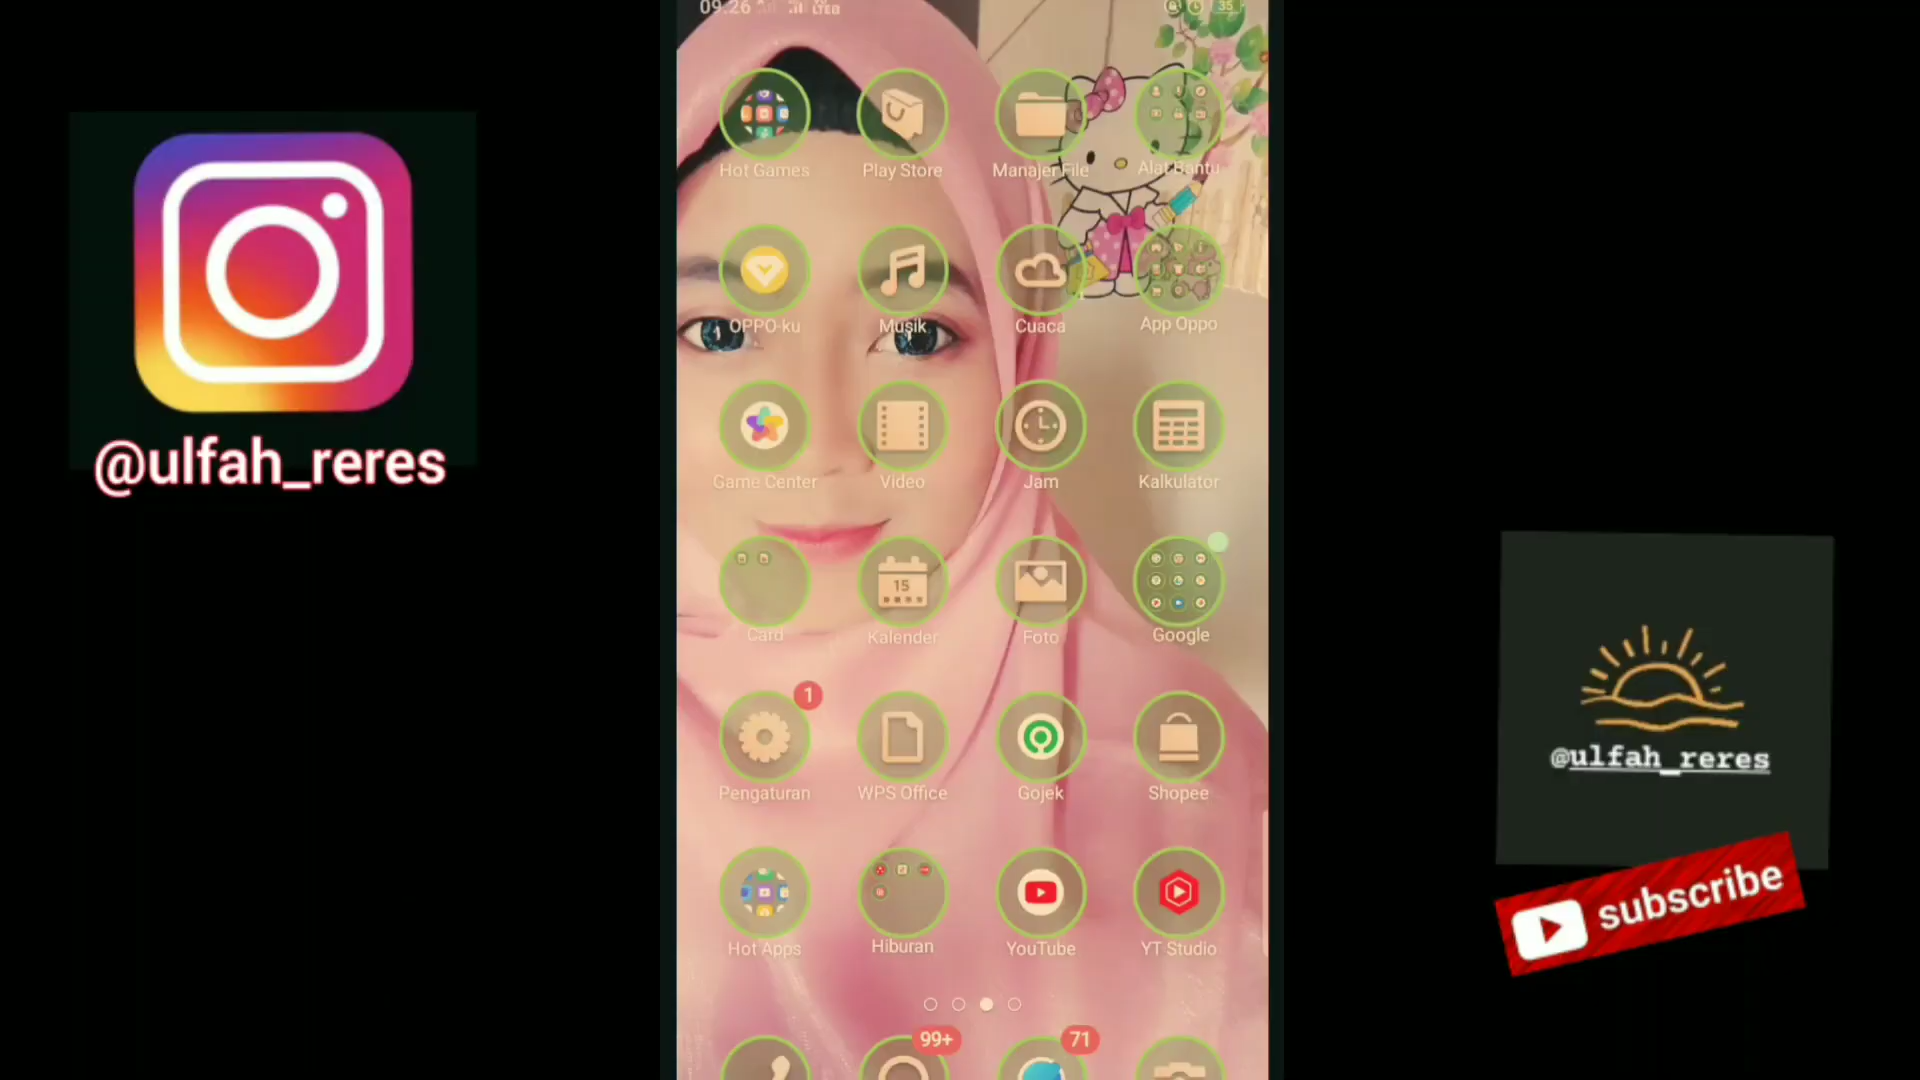 09.26
LTE
35
Hot Games
Play Store
Manajer File
Alat Bantu
OPPO-ku
Musik
Cuaca
App Oppo
Game Center
Video
Jam
Kalkulator
Card
15
Kalender
Foto
Google
1
Pengaturan
WPS Office
Gojek
Shopee
Hot Apps
Hiburan
YouTube
YT Studio
99+
71
@ulfah_reres
@ulfah_reres
subscribe